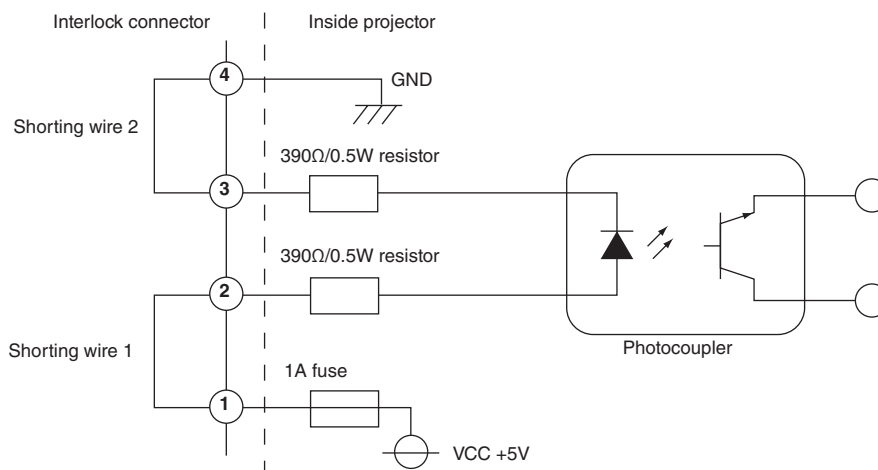 Interlock connector
Inside projector
4
GND
Shorting wire 2
390Ω/0.5W resistor
3
390Ω/0.5W resistor
2
Photocoupler
Shorting wire 1
1A fuse
1
VCC +5V